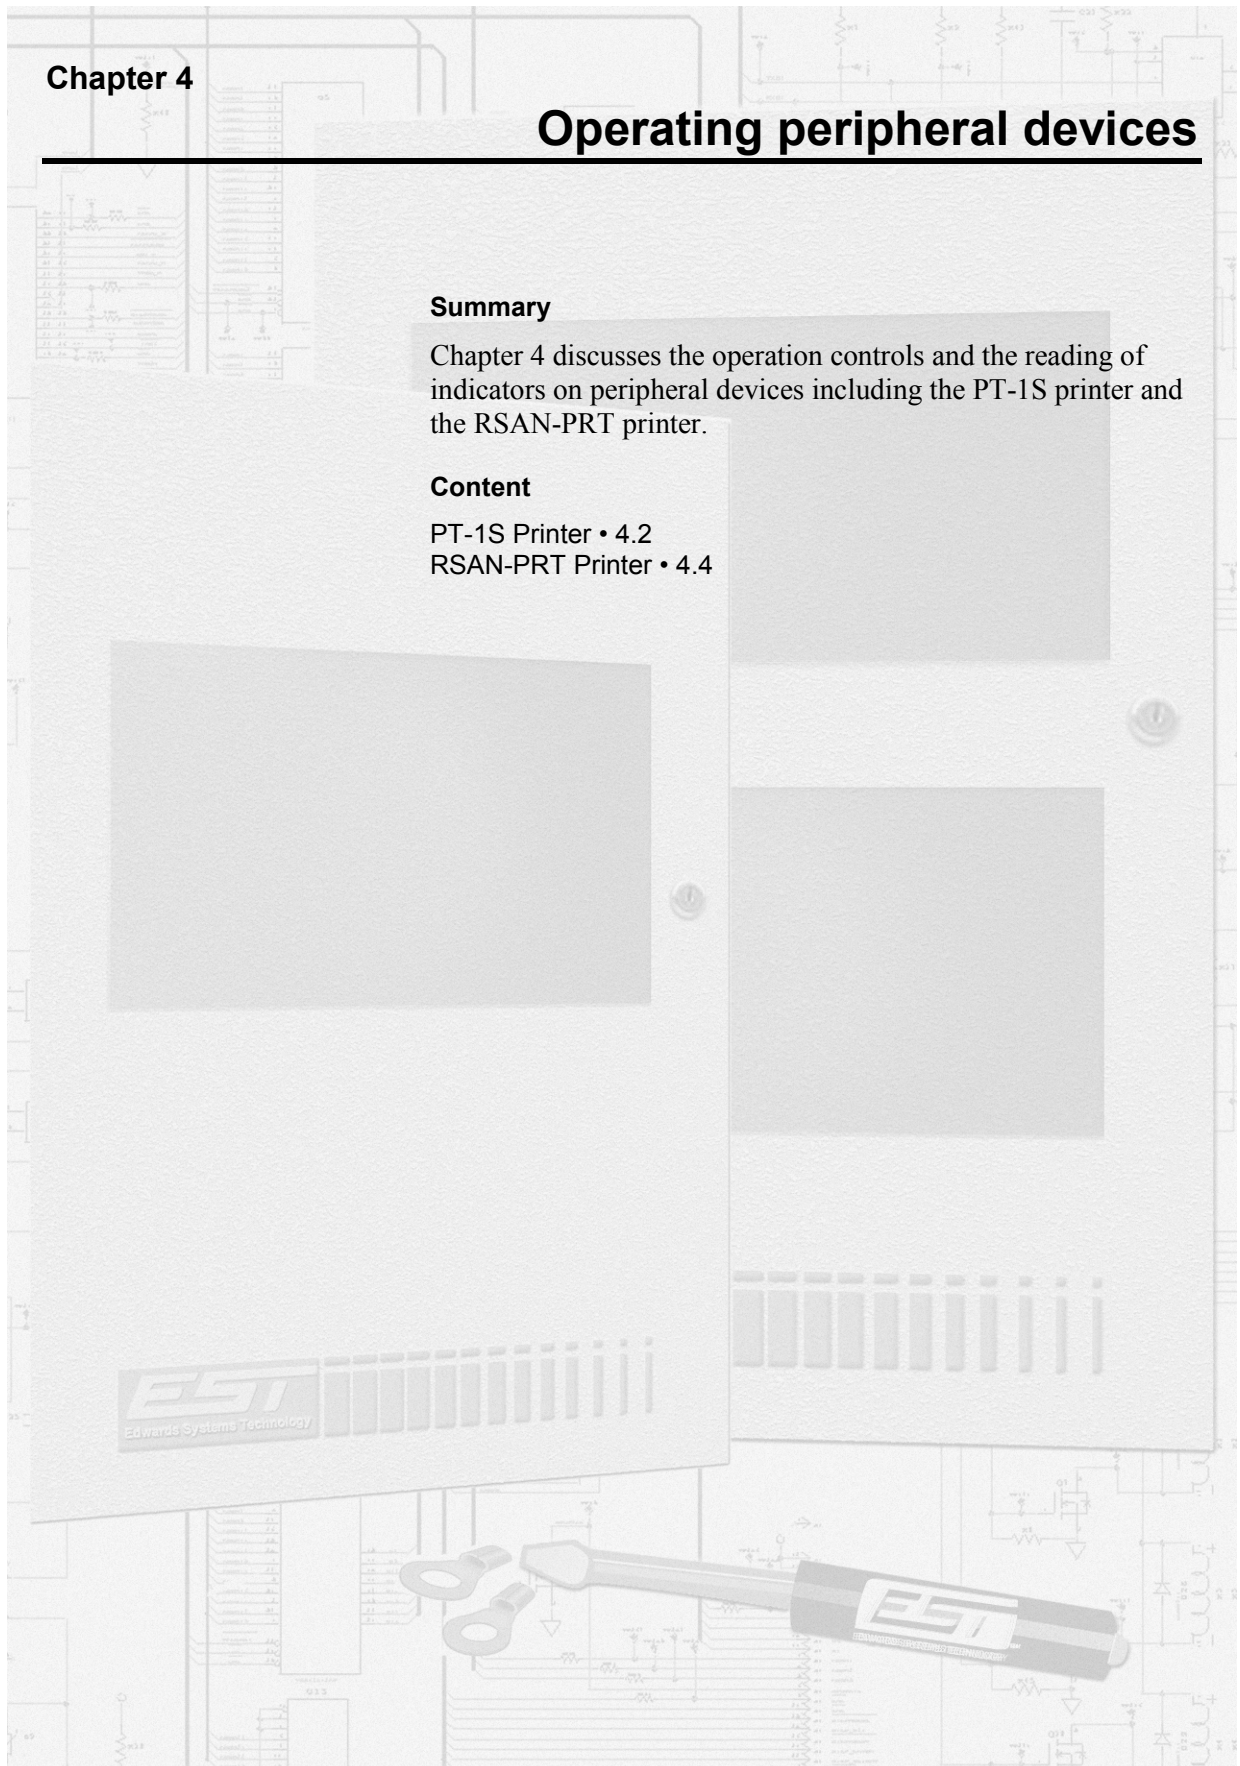 Chapter 4
Operating peripheral devices
Summary
Chapter 4 discusses the operation controls and the reading of
indicators on peripheral devices including the PT-1S printer and
the RSAN-PRT printer.
Content
PT-1S Printer • 4.2
RSAN-PRT Printer • 4.4
EST
Edwards Systems Technology
EST